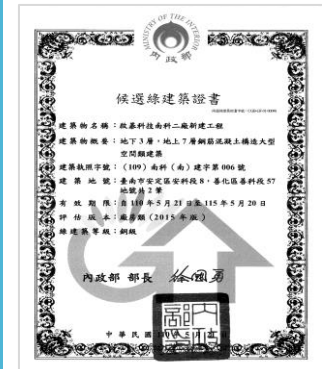 MINISTRY OF THE INTERIOR
內政部
候選綠建築證書
建築物名稱：牧基科技南科二廠新建工程
建築物概要：地下3層，地上7層鋼筋混凝土構造大型
空間類建築
建築執照字號：(109)南科(南)建字第006號
建築地號：臺南市安定區安科段8、善化區善科段57
地號共2筆
有效期限：自110年5月21日至115年5月20日
評估版本：廠房類(2015年版)
綠建築等級：銅級
內政部 部長 徐國勇
中華民國